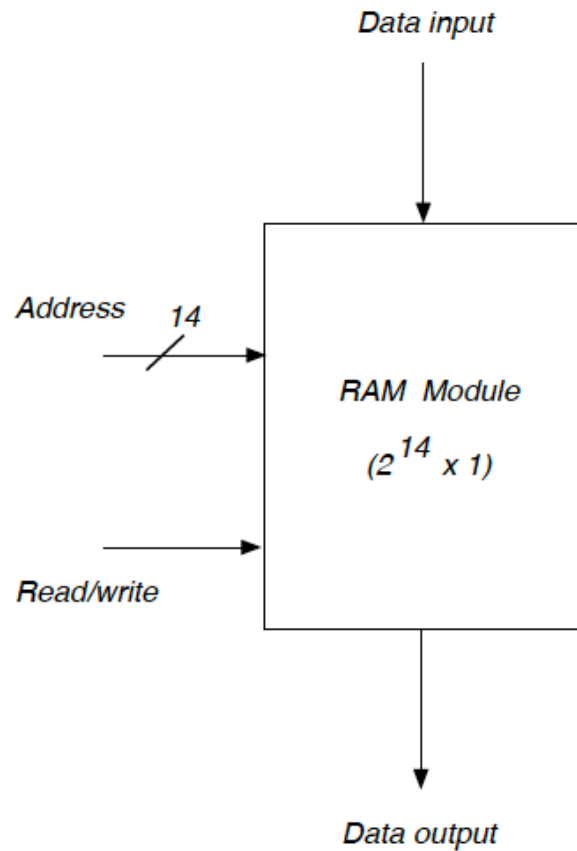 Data input
Address
14
RAM Module
(2^14 x 1)
Read/write
Data output